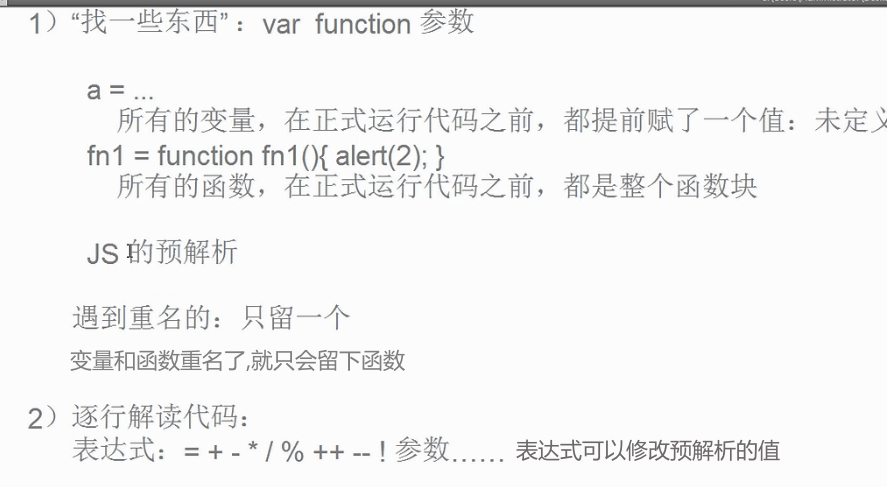 1）“找一些东西”：var function 参数
a = ...
所有的变量，在正式运行代码之前，都提前赋了一个值：未定
fn1 = function fn1(){ alert(2); }
所有的函数，在正式运行代码之前，都是整个函数块
JS 的预解析
遇到重名的：只留一个
变量和函数重名了,就只会留下函数
2）逐行解读代码：
表达式：= + - * / % ++ -- ! 参数…… 表达式可以修改预解析的值